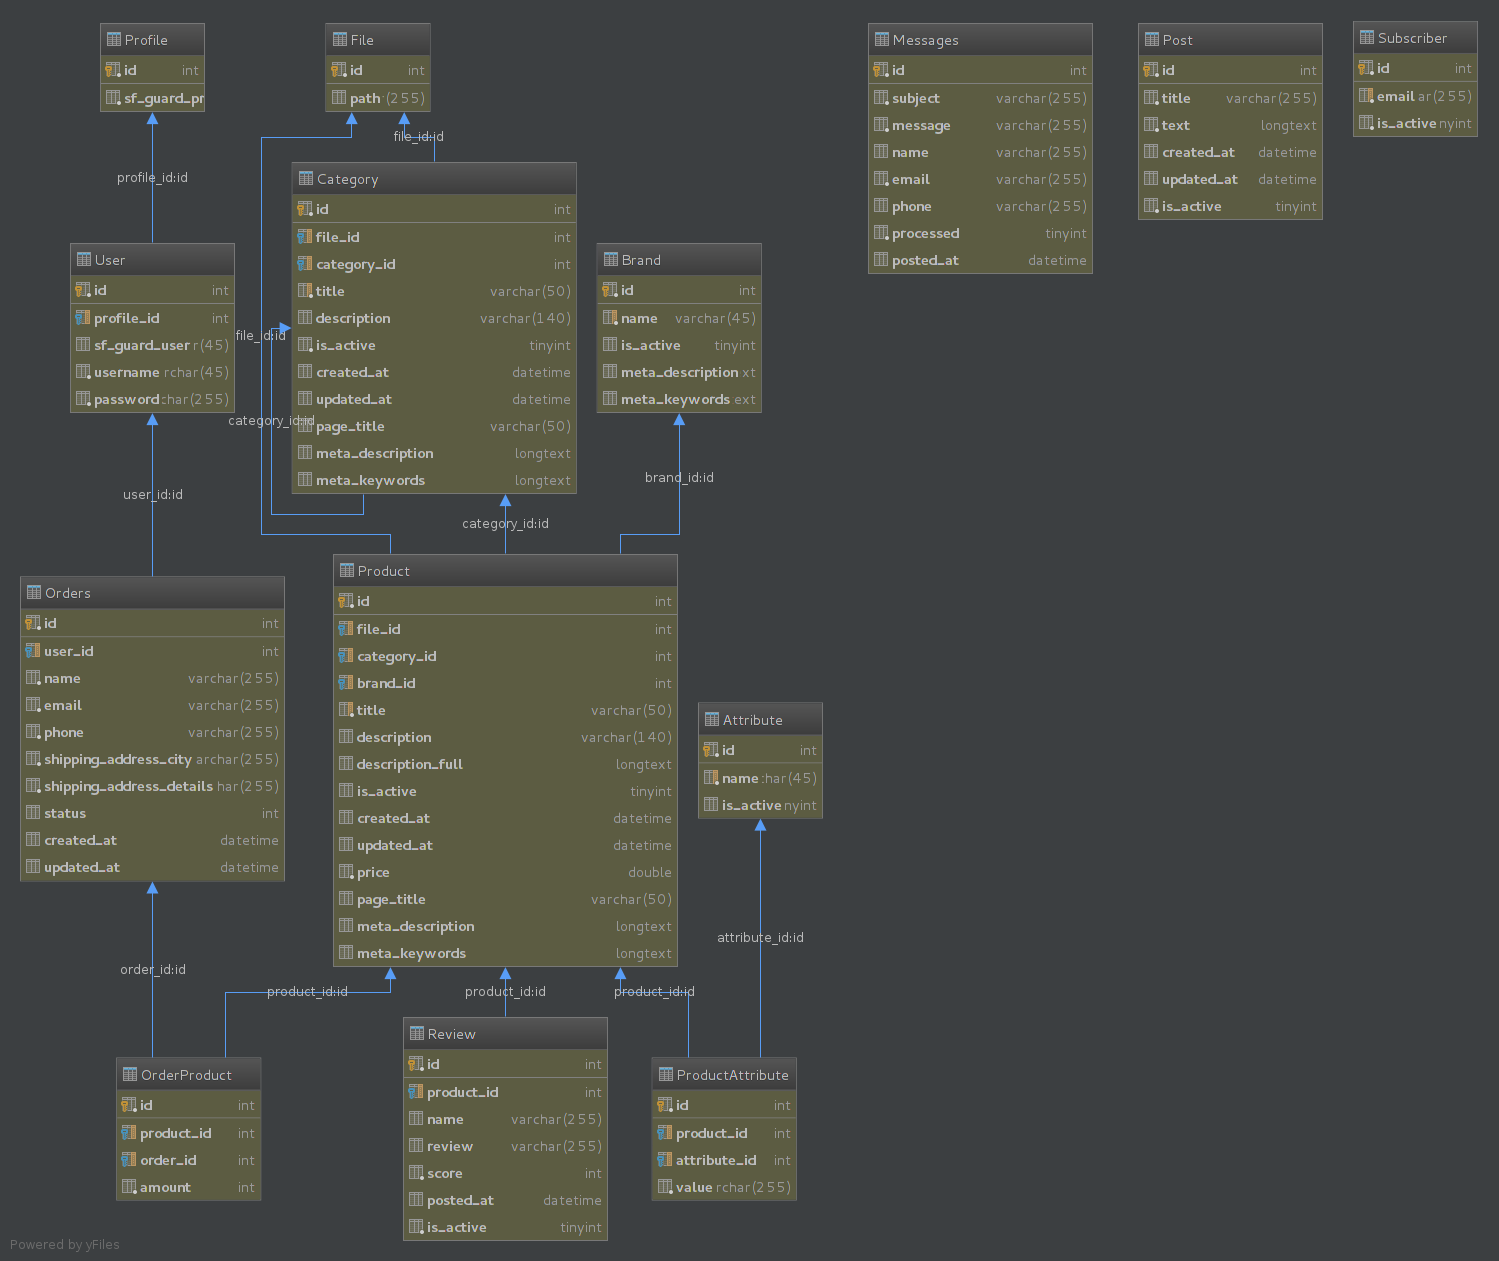 Profile
id int
sf_guard_pr
File
id int
path (255)
Messages
id int
subject varchar(255)
message varchar(255)
name varchar(255)
email varchar(255)
phone varchar(255)
processed tinyint
posted_at datetime
Post
id int
title varchar(255)
text longtext
created_at datetime
updated_at datetime
is_active tinyint
Subscriber
id int
email ar(255)
is_active nyint
file_id:id
profile_id:id
Category
id int
file_id int
category_id int
title varchar(50)
description varchar(140)
is_active tinyint
created_at datetime
updated_at datetime
page_title varchar(50)
meta_description longtext
meta_keywords longtext
User
id int
profile_id int
sf_guard_user r(45)
username rchar(45)
password char(255)
file_id:id
category_id:id
Brand
id int
name varchar(45)
is_active tinyint
meta_description xt
meta_keywords ext
user_id:id
category_id:id
brand_id:id
Orders
id int
user_id int
name varchar(255)
email varchar(255)
phone varchar(255)
shipping_address_city archar(255)
shipping_address_details har(255)
status int
created_at datetime
updated_at datetime
Product
id int
file_id int
category_id int
brand_id int
title varchar(50)
description varchar(140)
description_full longtext
is_active tinyint
created_at datetime
updated_at datetime
price double
page_title varchar(50)
meta_description longtext
meta_keywords longtext
Attribute
id int
name char(45)
is_active nyint
order_id:id
product_id:id
product_id:id
product_id:id
attribute_id:id
OrderProduct
id int
product_id int
order_id int
amount int
Review
id int
product_id int
name varchar(255)
review varchar(255)
score int
posted_at datetime
is_active tinyint
ProductAttribute
id int
product_id int
attribute_id int
value rchar(255)
Powered by yFiles